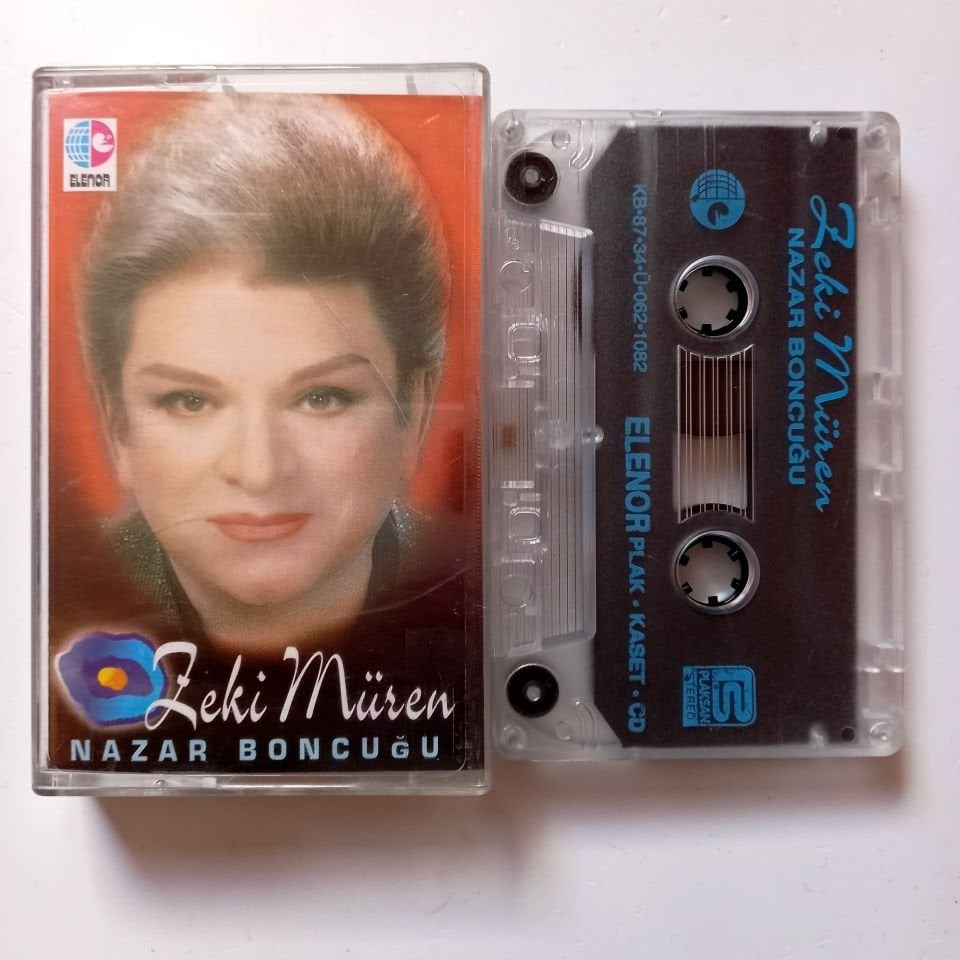 ELENOR
Zeki Müren
NAZAR BONCUĞU
Zeki Müren
NAZAR BONCUĞU
KB•87•34•Ü•062•1082
ELENOR PLAK • KASET • CD
PLAKSAN
STEREO